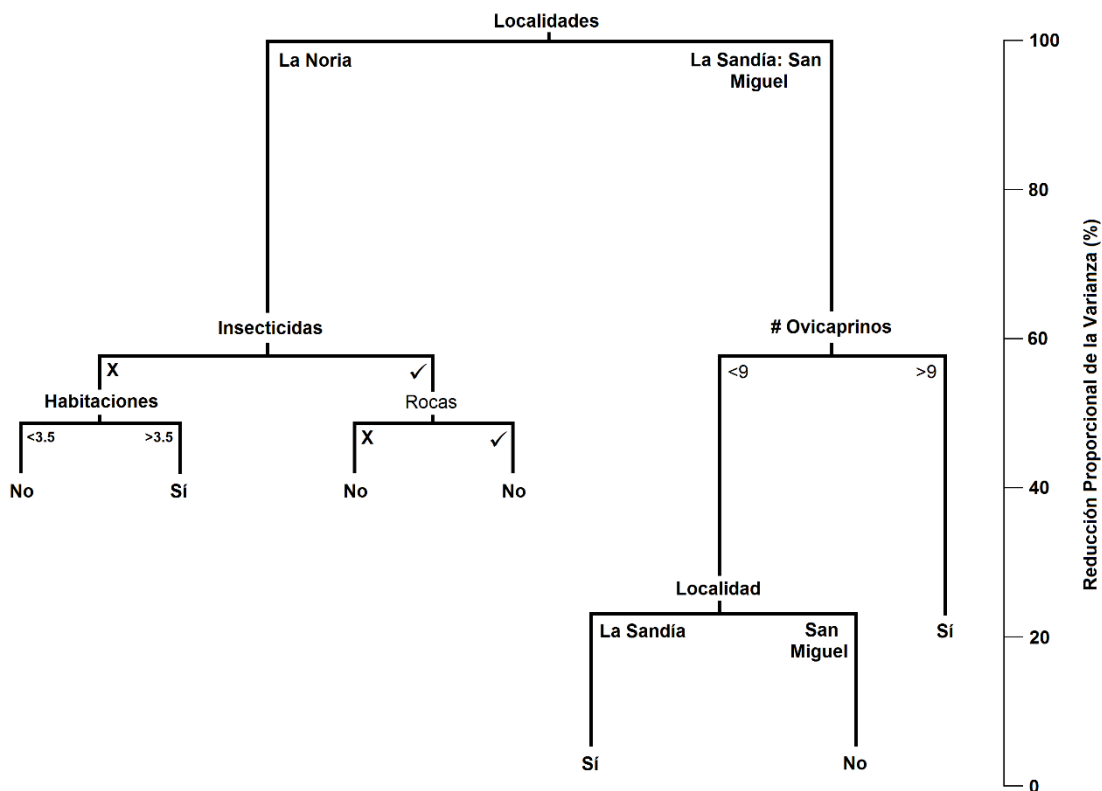 Localidades
La Noria
La Sandía: San
Miguel
Insecticidas
X
✓
Habitaciones
<3.5
>3.5
No
Sí
Rocas
X
✓
No
No
# Ovicaprinos
<9
>9
Localidad
La Sandía
San
Miguel
Sí
No
Sí
100
80
60
40
20
0
Reducción Proporcional de la Varianza (%)